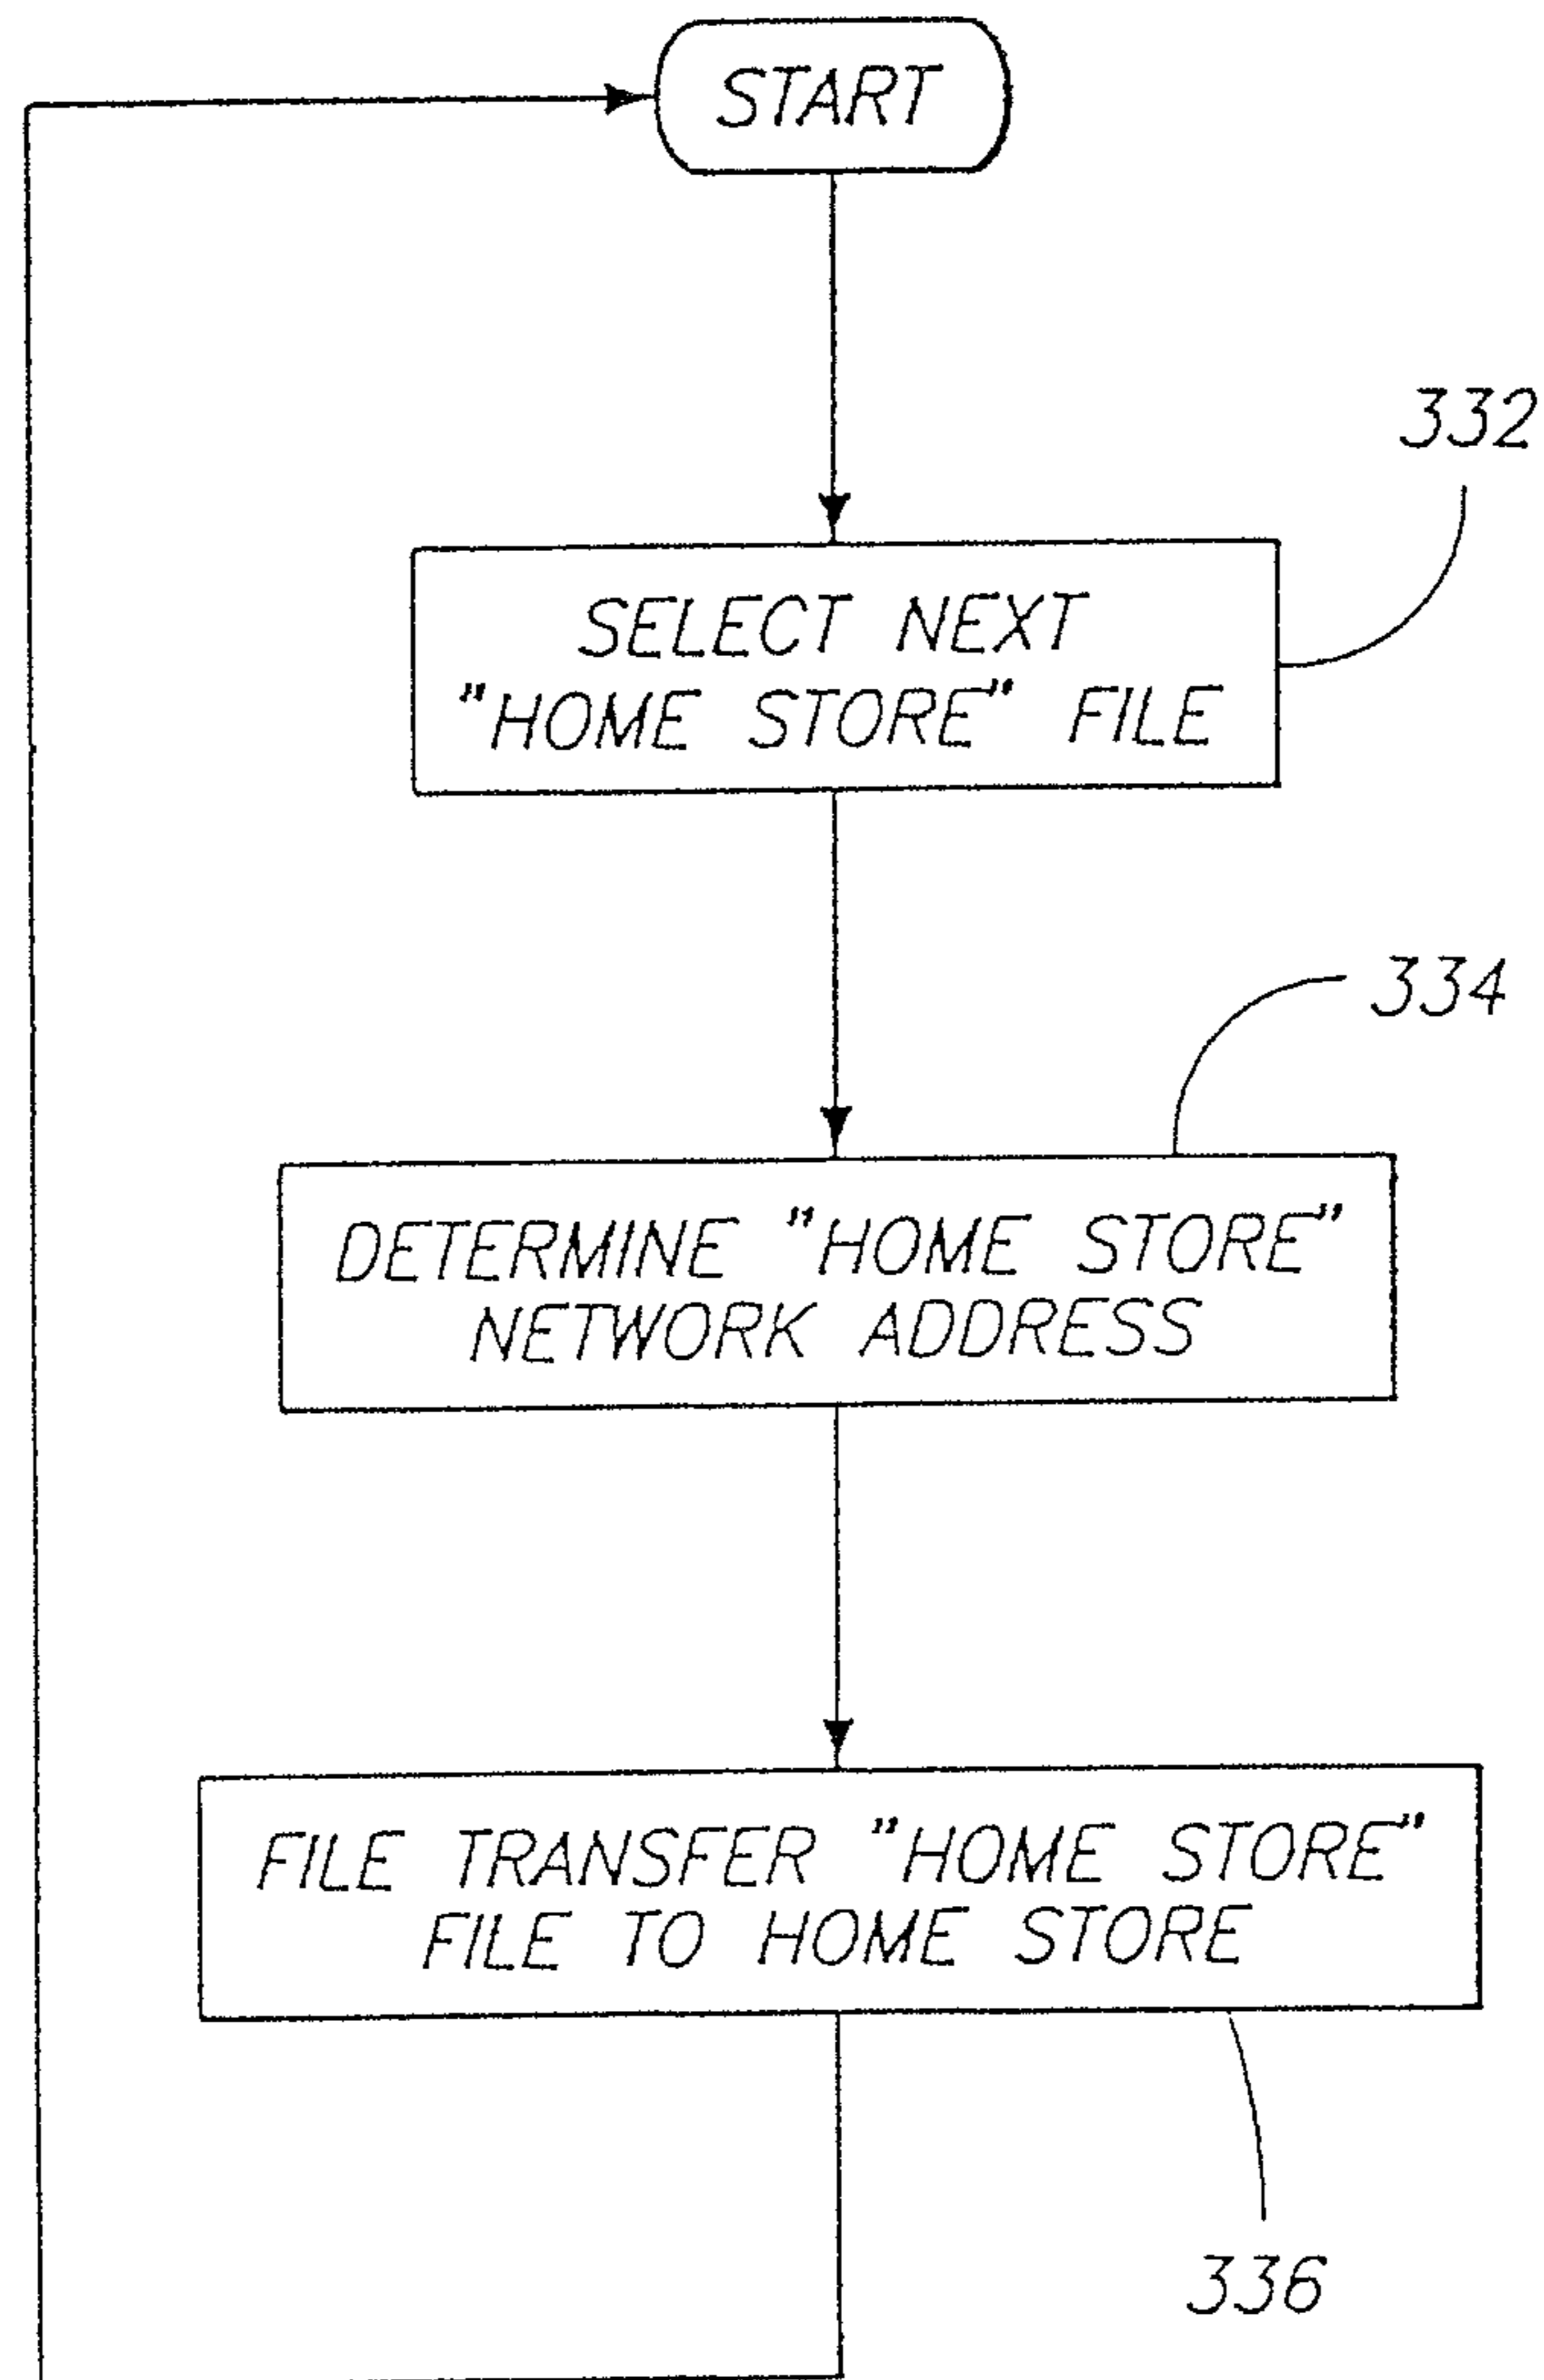 START
332
SELECT NEXT
"HOME STORE" FILE
334
DETERMINE "HOME STORE"
NETWORK ADDRESS
FILE TRANSFER "HOME STORE"
FILE TO HOME STORE
336